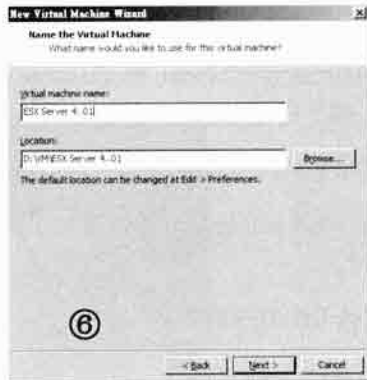 New Virtual Machine Wizard
Name the Virtual Machine
What name would you like to use for this virtual machine?
Virtual machine name:
ESX Server 4.01
Location:
D:\VM\ESX Server 4.01
Browse...
The default location can be changed at Edit > Preferences.
⑥
< Back
Next >
Cancel